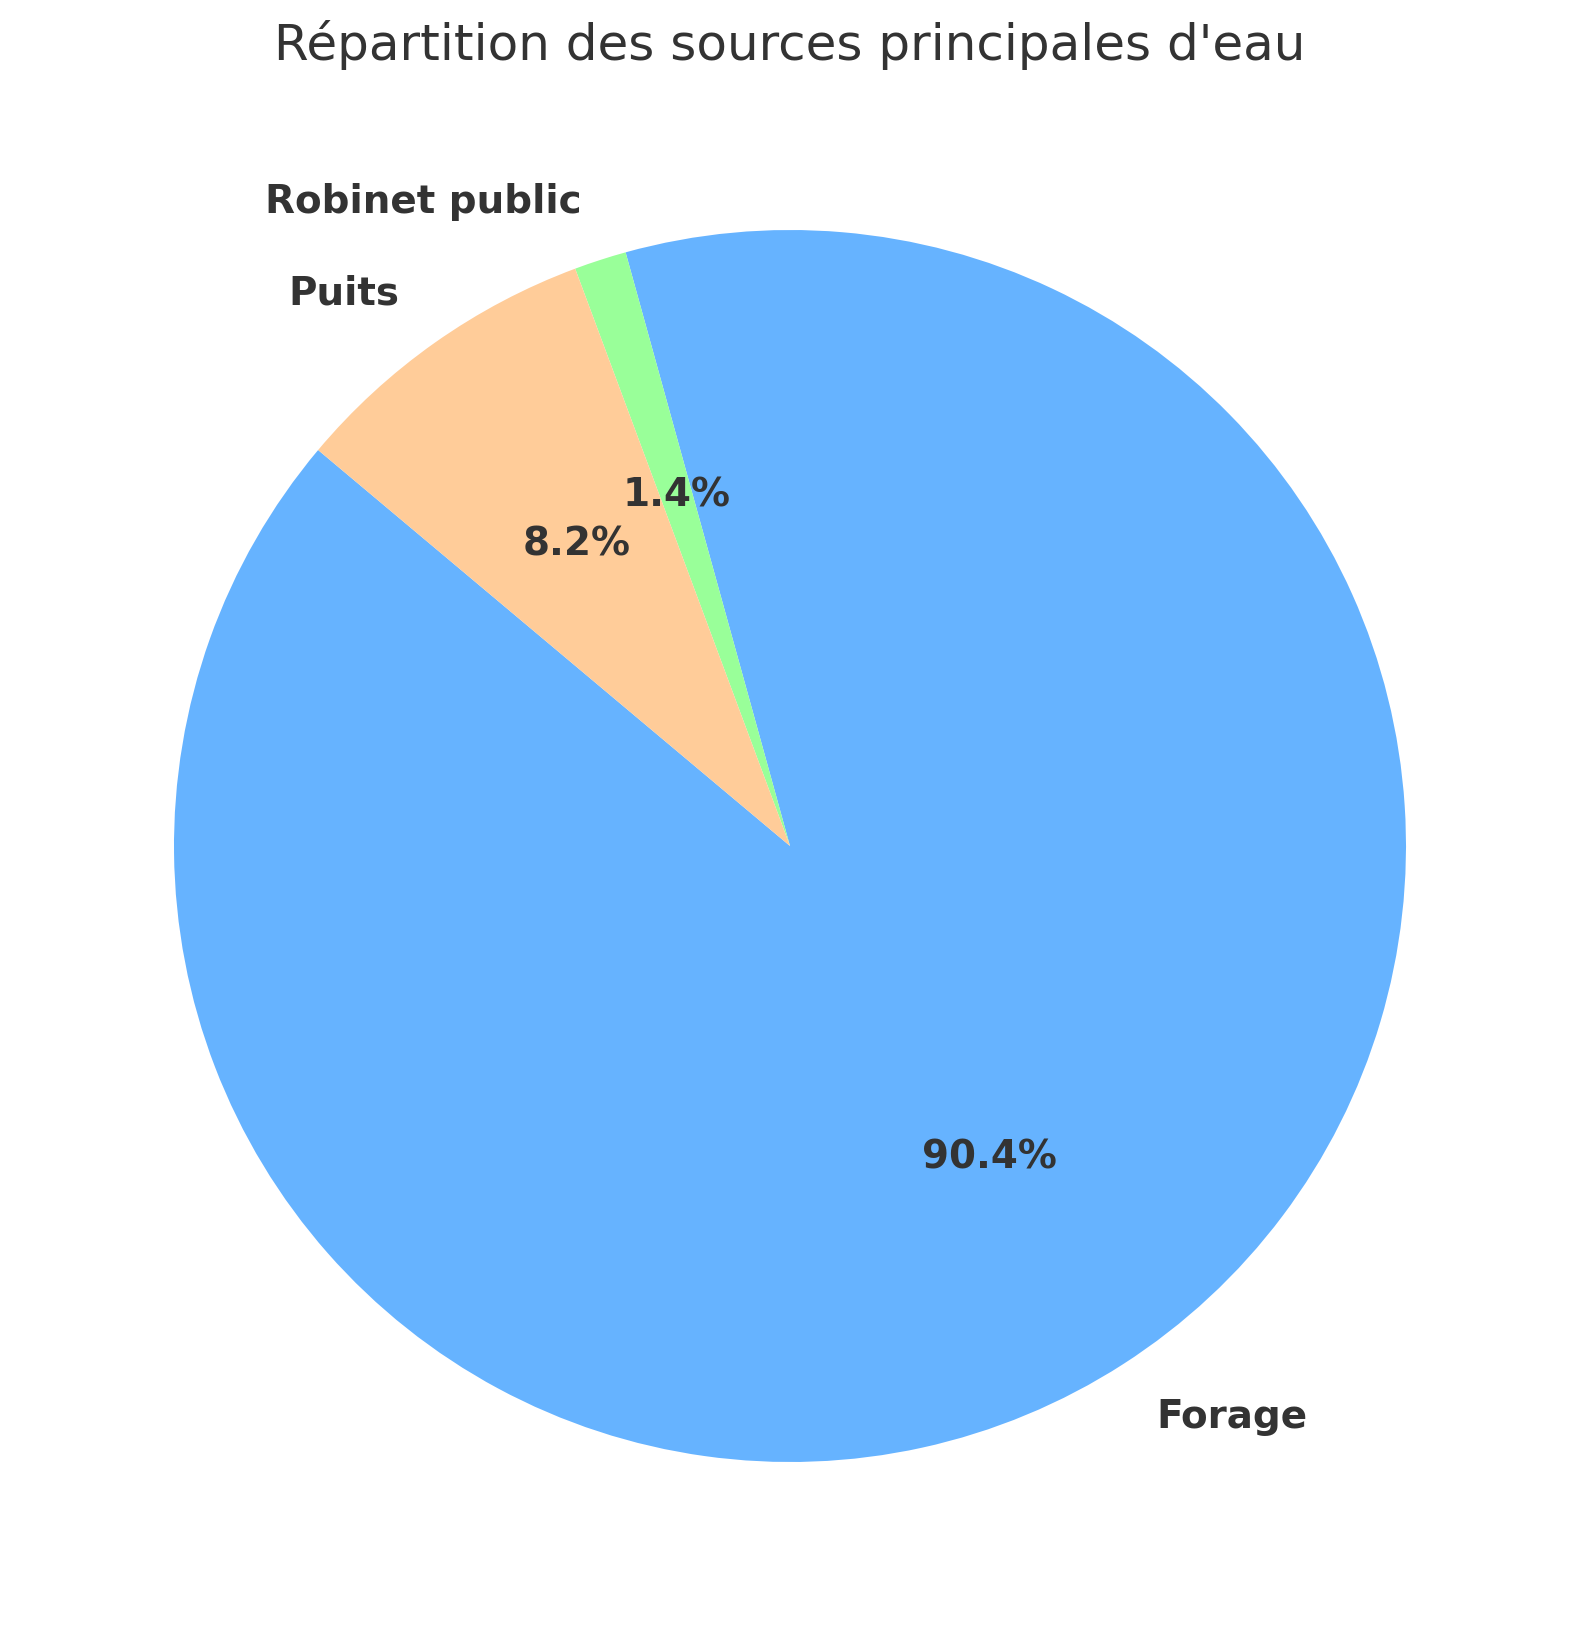 Répartition des sources principales d'eau
Robinet public
Puits
1.4%
8.2%
90.4%
Forage